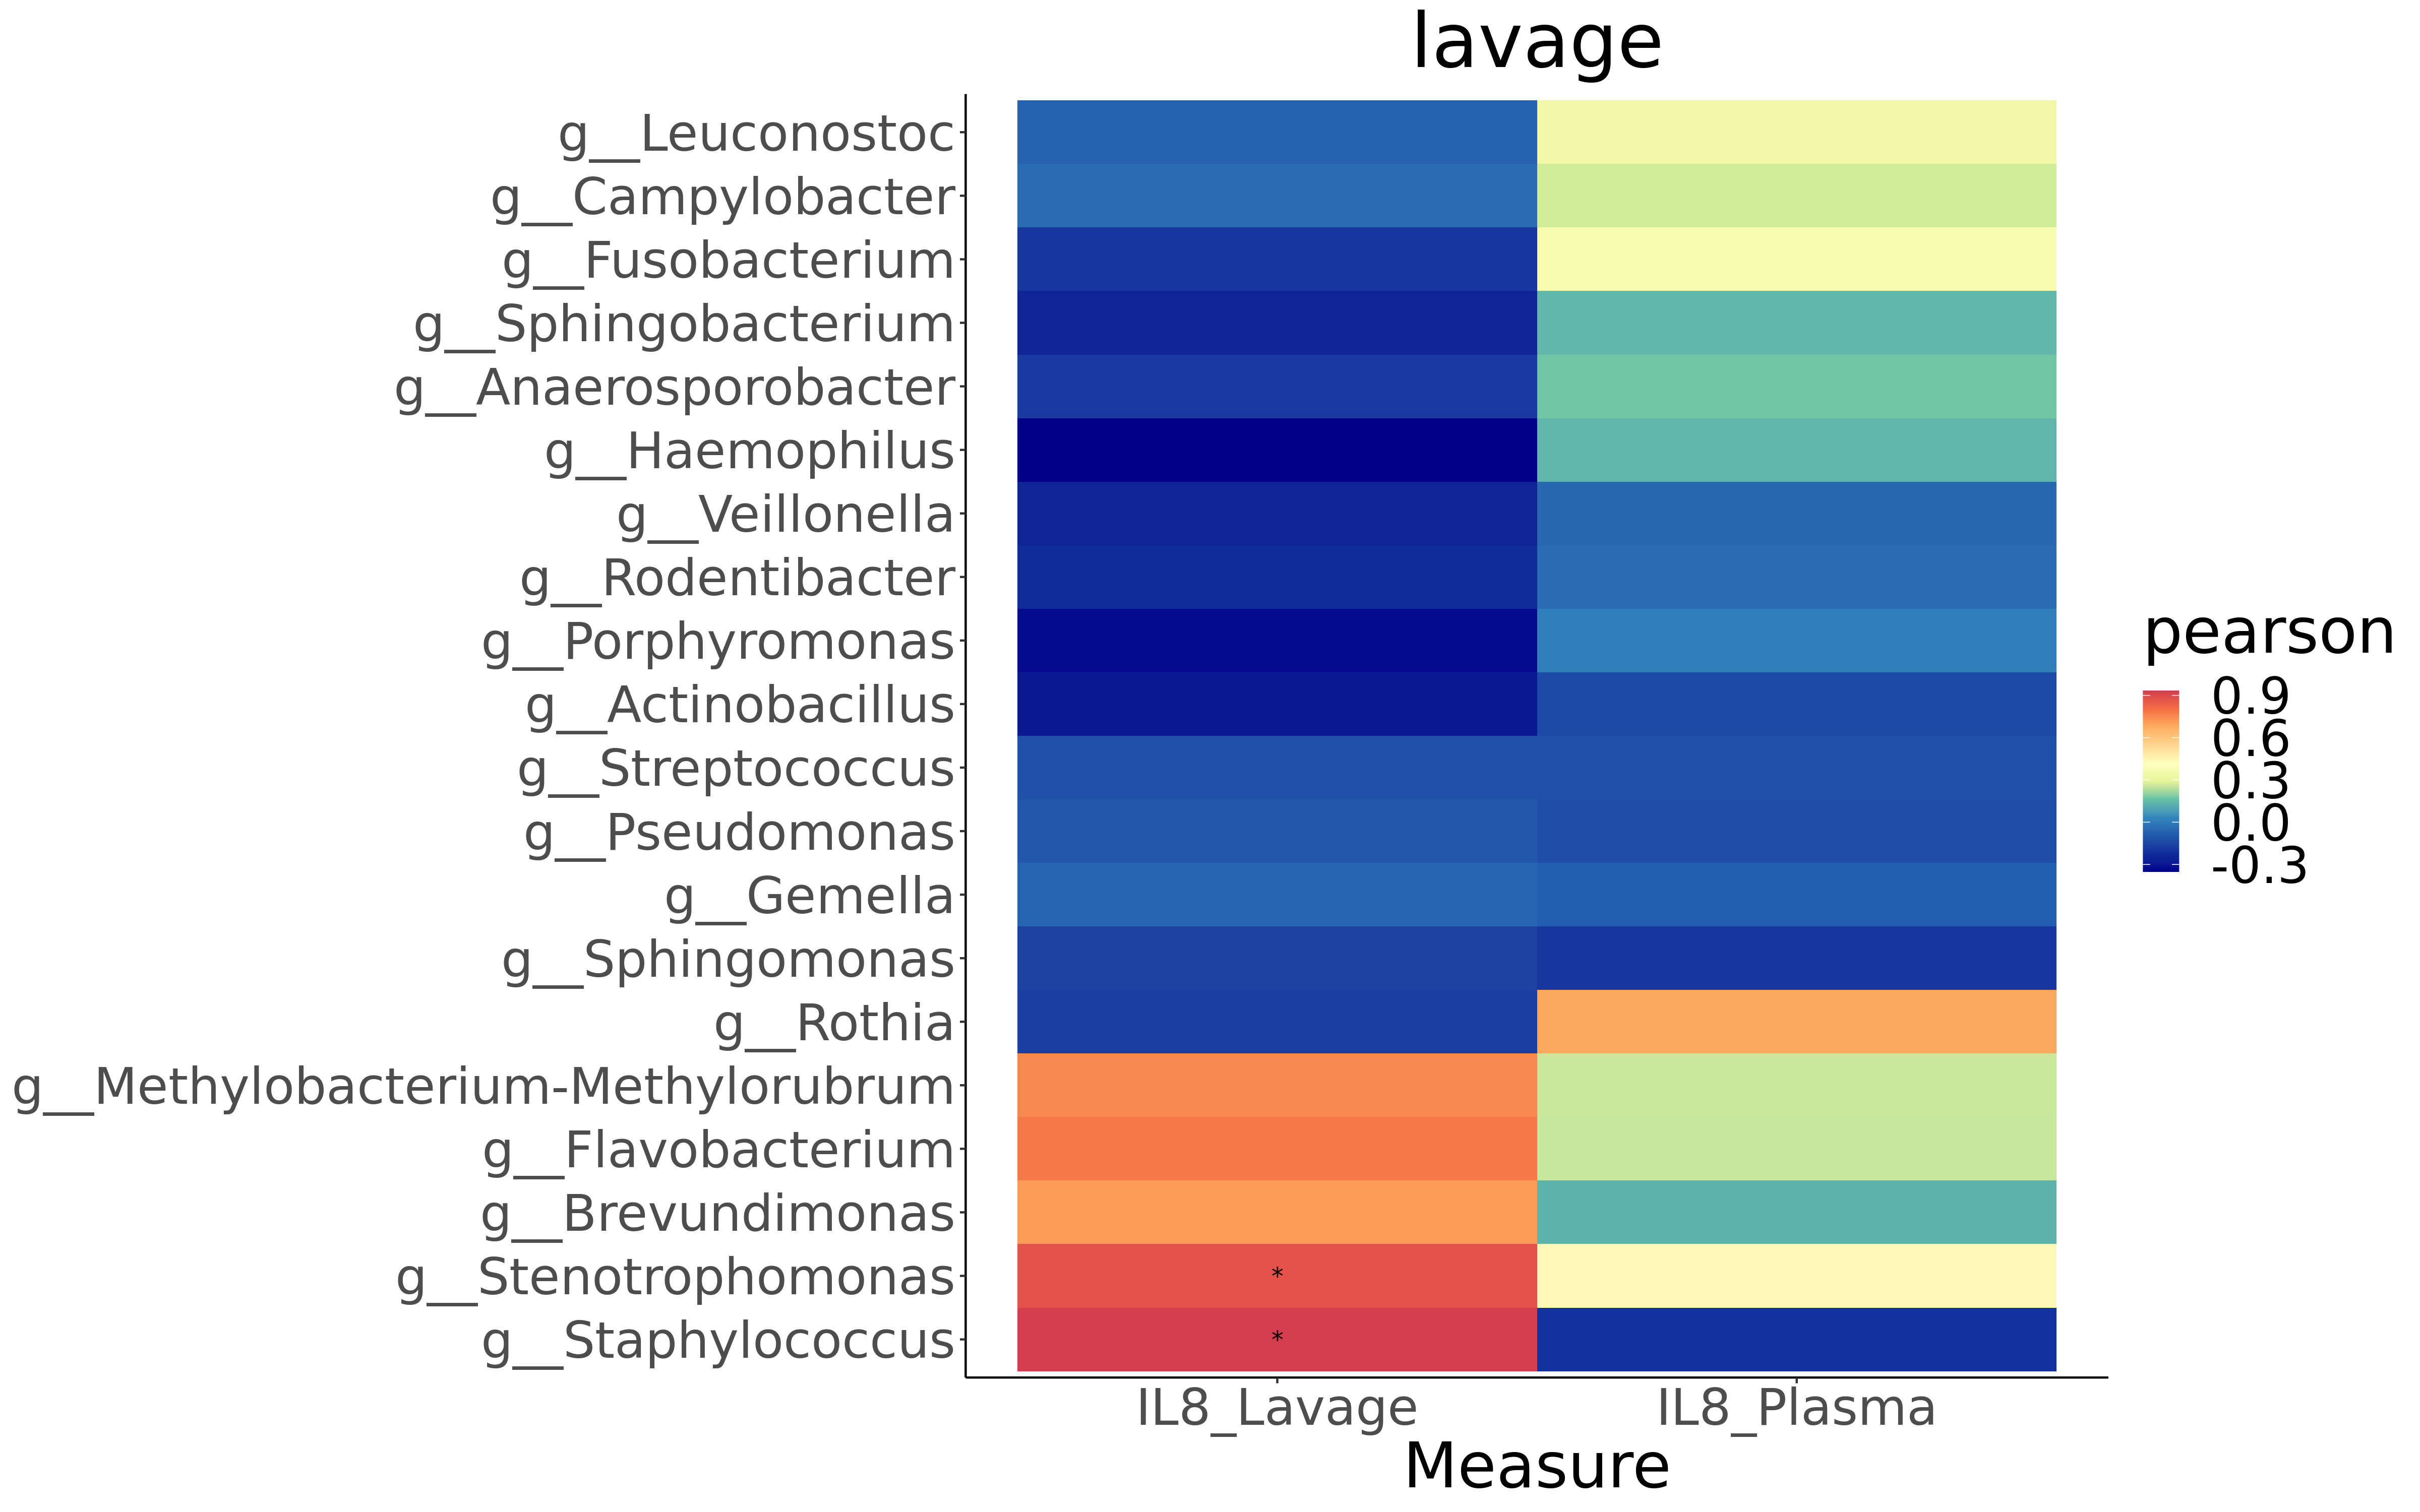 lavage
g__Leuconostoc
g__Campylobacter
g__Fusobacterium
g__Sphingobacterium
g__Anaerosporobacter
g__Haemophilus
g__Veillonella
g__Rodentibacter
g__Porphyromonas
g__Actinobacillus
g__Streptococcus
g__Pseudomonas
g__Gemella
g__Sphingomonas
g__Rothia
g__Methylobacterium-Methylorubrum
g__Flavobacterium
g__Brevundimonas
g__Stenotrophomonas
*
g__Staphylococcus
*
IL8_Lavage
IL8_Plasma
Measure
pearson
0.9
0.6
0.3
0.0
-0.3